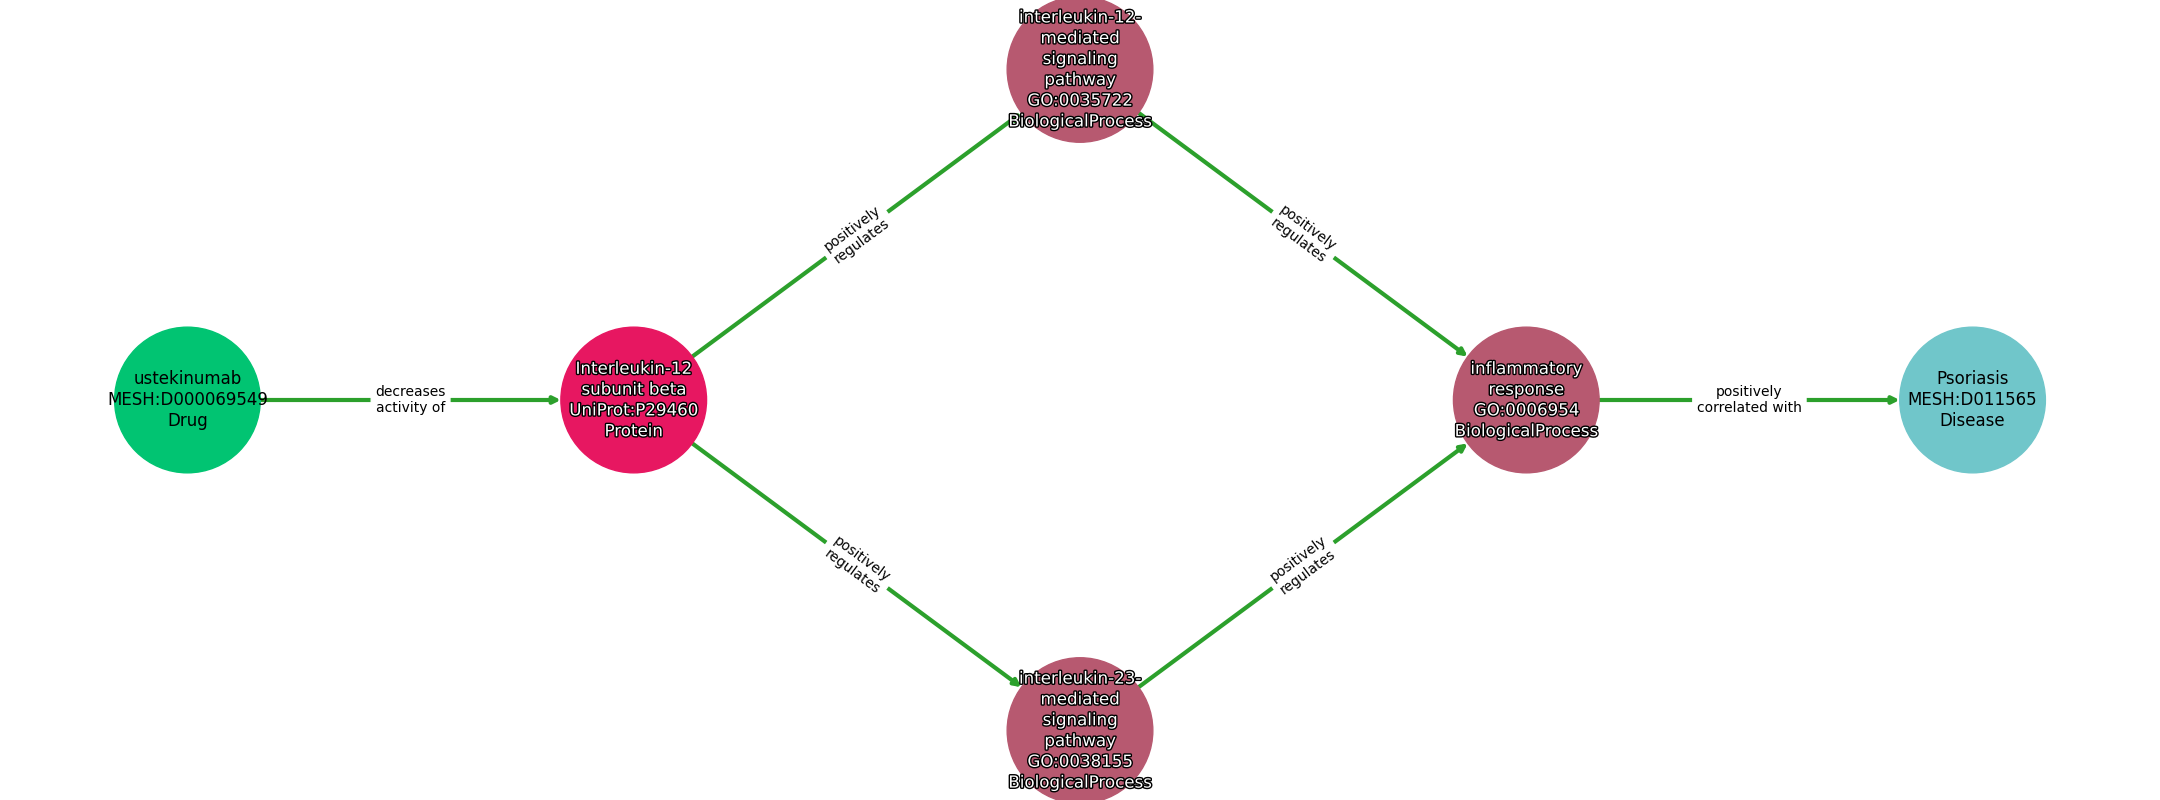 interleukin-12-
mediated
signaling
pathway
GO:0035722
BiologicalProcess
positively
regulates
positively
regulates
ustekinumab
MESH:D000069549
Drug
decreases
activity of
Interleukin-12
subunit beta
UniProt:P29460
Protein
inflammatory
response
GO:0006954
BiologicalProcess
positively
correlated with
Psoriasis
MESH:D011565
Disease
positively
regulates
positively
regulates
interleukin-23-
mediated
signaling
pathway
GO:0038155
BiologicalProcess